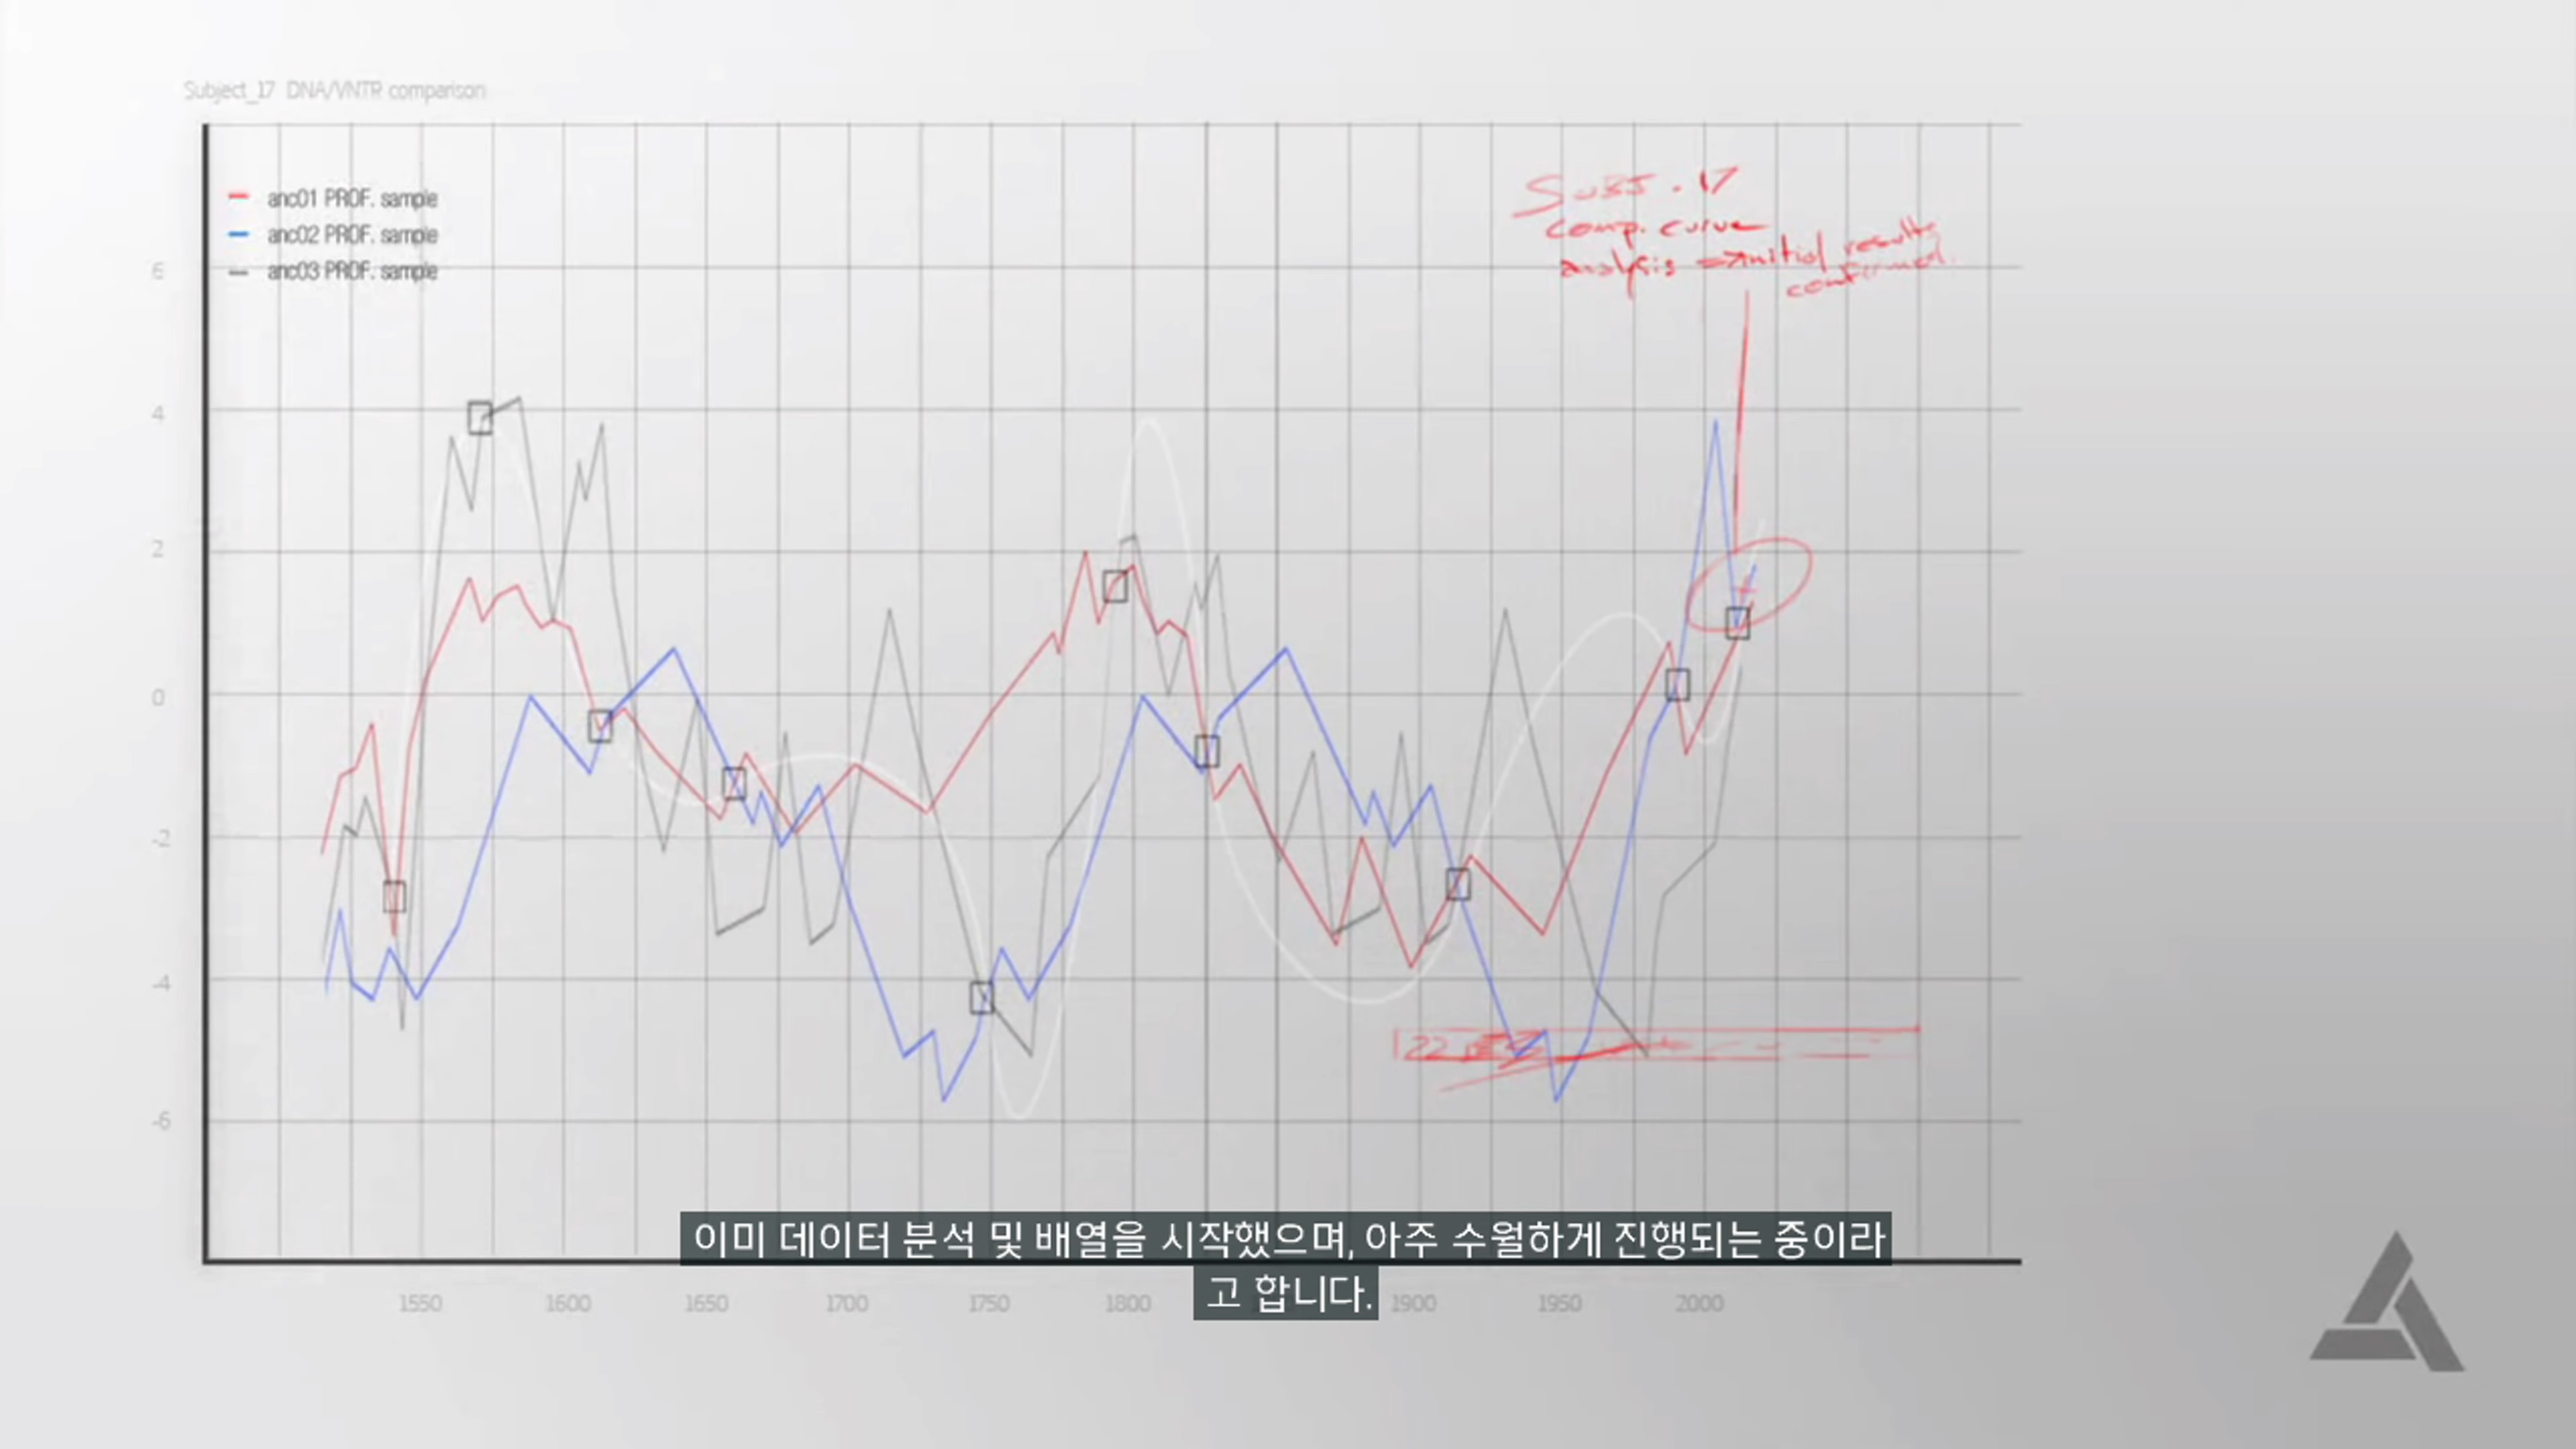 Subject_17 DNA/VNTR comparison
anc01 PROF. sample
anc02 PROF. sample
anc03 PROF. sample
SUBJ. 17
comp. curve
analysis => initial results
confirmed.
6
4
2
0
-2
-4
-6
22
이미 데이터 분석 및 배열을 시작했으며, 아주 수월하게 진행되는 중이라
고 합니다.
1550 1600 1650 1700 1750 1800 1900 1950 2000